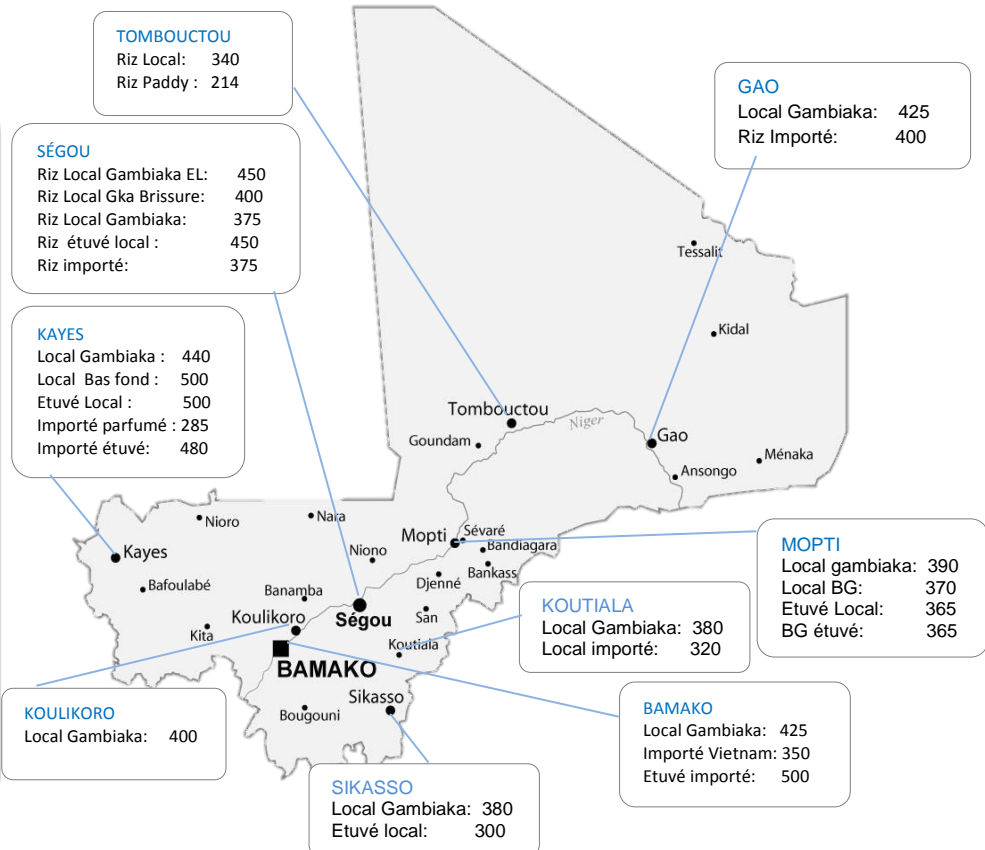 TOMBOUCTOU
Riz Local: 340
Riz Paddy : 214
GAO
Local Gambiaka: 425
Riz Importé: 400
SÉGOU
Riz Local Gambiaka EL: 450
Riz Local Gka Brissure: 400
Riz Local Gambiaka: 375
Riz étuvé local : 450
Riz importé: 375
KAYES
Local Gambiaka : 440
Local Bas fond : 500
Etuvé Local : 500
Importé parfumé : 285
Importé étuvé: 480
Tessalit
Kidal
Tombouctou
Niger
Goundam
Gao
Ménaka
Ansongo
Nioro
Nara
Mopti
Sévaré
Bandiagara
Kayes
Niono
Bankass
Bafoulabé
Banamba
Djenné
Koulikoro
Ségou
San
Kita
Koutiala
BAMAKO
Sikasso
Bougouni
MOPTI
Local gambiaka: 390
Local BG: 370
Etuvé Local: 365
BG étuvé: 365
KOUTIALA
Local Gambiaka: 380
Local importé: 320
KOULIKORO
Local Gambiaka: 400
BAMAKO
Local Gambiaka: 425
Importé Vietnam: 350
Etuvé importé: 500
SIKASSO
Local Gambiaka: 380
Etuvé local: 300